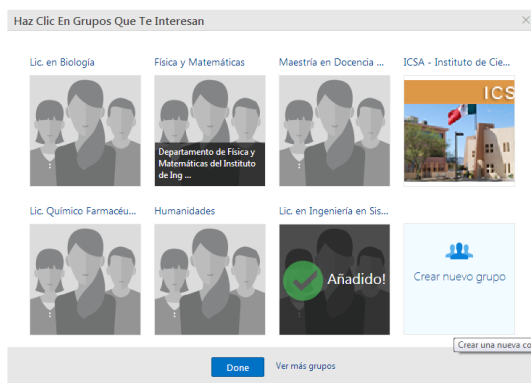 Haz Clic En Grupos Que Te Interesan
Lic. en Biología
Física y Matemáticas
Maestría en Docencia ...
ICSA - Instituto de Cie...
ICS
Departamento de Física y
Matemáticas del Instituto
de Ing ...
Lic. Químico Farmacéu...
Humanidades
Lic. en Ingeniería en Sis...
Añadido!
Crear nuevo grupo
Crear una nueva co
Done
Ver más grupos